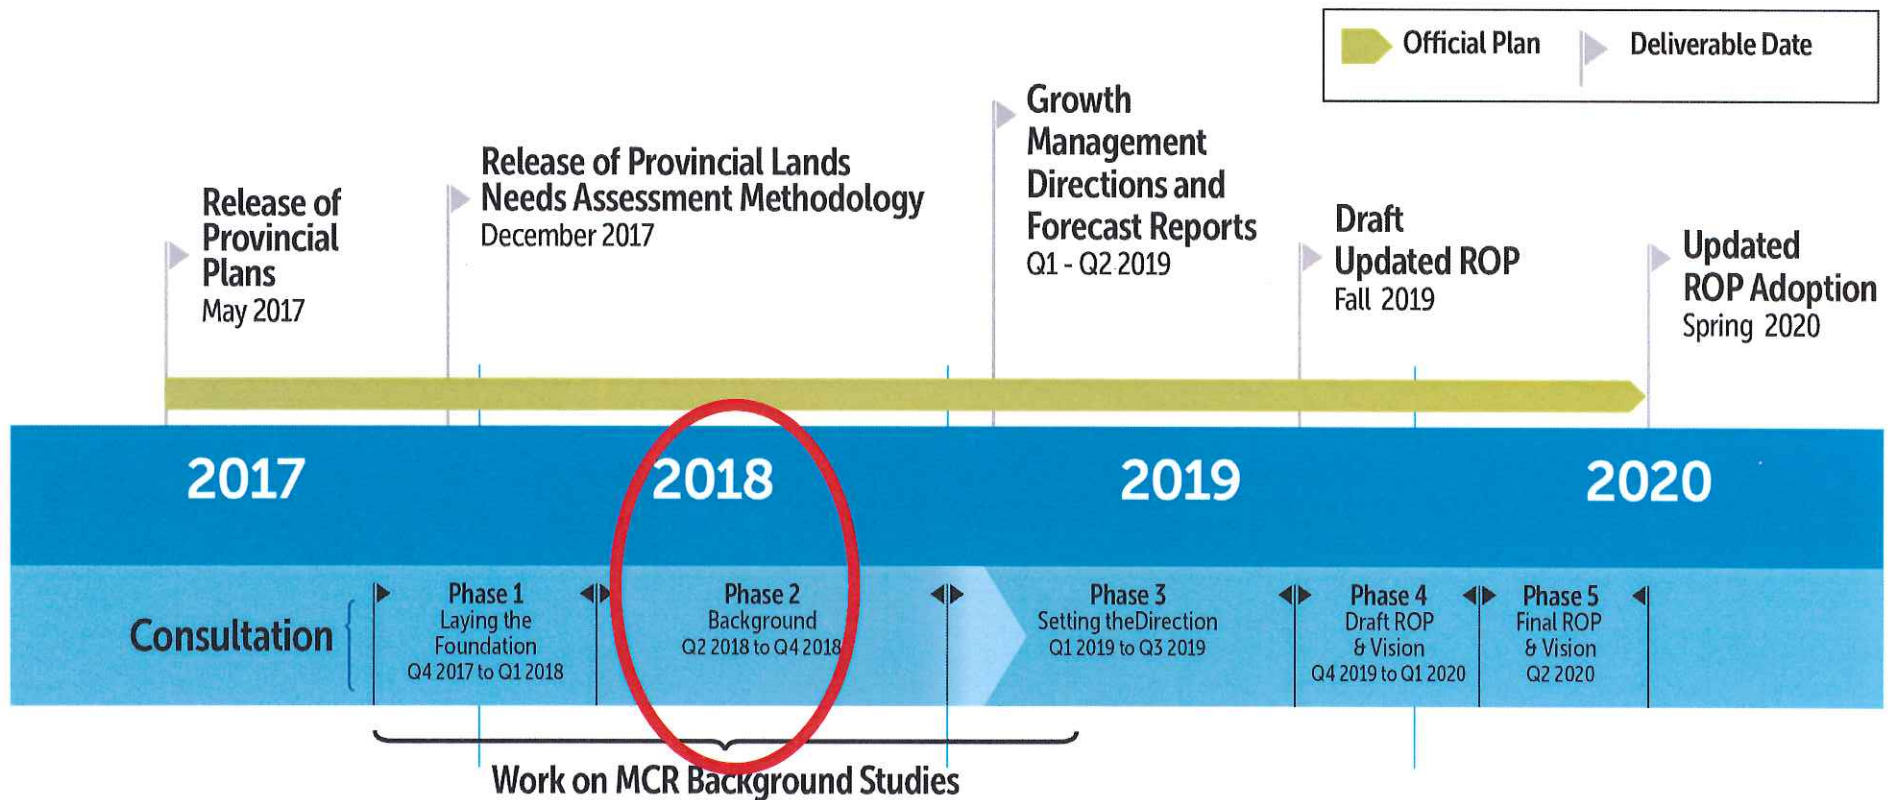 Official Plan
Deliverable Date
Release of
Provincial
Plans
May 2017
Release of Provincial Lands
Needs Assessment Methodology
December 2017
Growth
Management
Directions and
Forecast Reports
Q1 - Q2 2019
Draft
Updated ROP
Fall 2019
Updated
ROP Adoption
Spring 2020
2017
2018
2019
2020
Consultation
Phase 1
Laying the
Foundation
Q4 2017 to Q1 2018
Phase 2
Background
Q2 2018 to Q4 2018
Phase 3
Setting theDirection
Q1 2019 to Q3 2019
Phase 4
Draft ROP
& Vision
Q4 2019 to Q1 2020
Phase 5
Final ROP
& Vision
Q2 2020
Work on MCR Background Studies